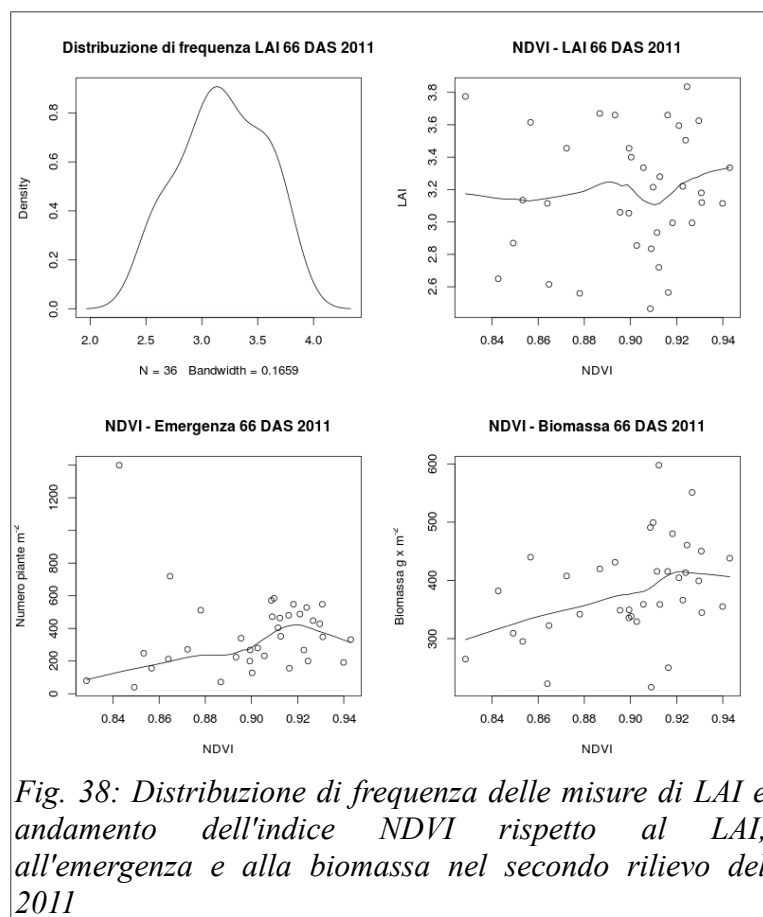 Distribuzione di frequenza LAI 66 DAS 2011
Density
0.0 0.2 0.4 0.6 0.8
2.0 2.5 3.0 3.5 4.0
N = 36 Bandwidth = 0.1659
NDVI - LAI 66 DAS 2011
LAI
2.6 2.8 3.0 3.2 3.4 3.6 3.8
0.84 0.86 0.88 0.90 0.92 0.94
NDVI
NDVI - Emergenza 66 DAS 2011
Numero piante m⁻²
0 200 400 600 800 1200
0.84 0.86 0.88 0.90 0.92 0.94
NDVI
NDVI - Biomassa 66 DAS 2011
Biomassa g x m⁻²
300 400 500 600
0.84 0.86 0.88 0.90 0.92 0.94
NDVI
Fig. 38: Distribuzione di frequenza delle misure di LAI e
andamento dell'indice NDVI rispetto al LAI,
all'emergenza e alla biomassa nel secondo rilievo del
2011